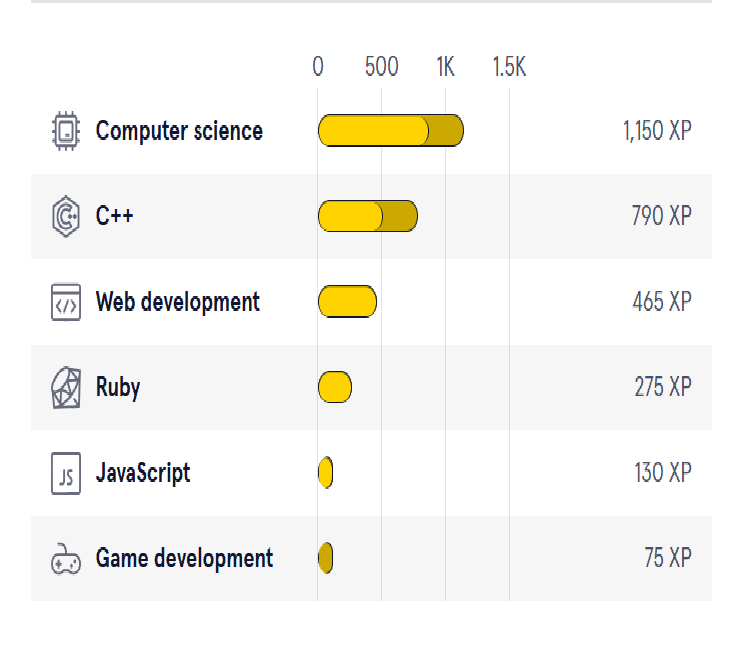 0 500 1K 1.5K
Computer science 1,150 XP
C++ 790 XP
Web development 465 XP
Ruby 275 XP
JS JavaScript 130 XP
Game development 75 XP